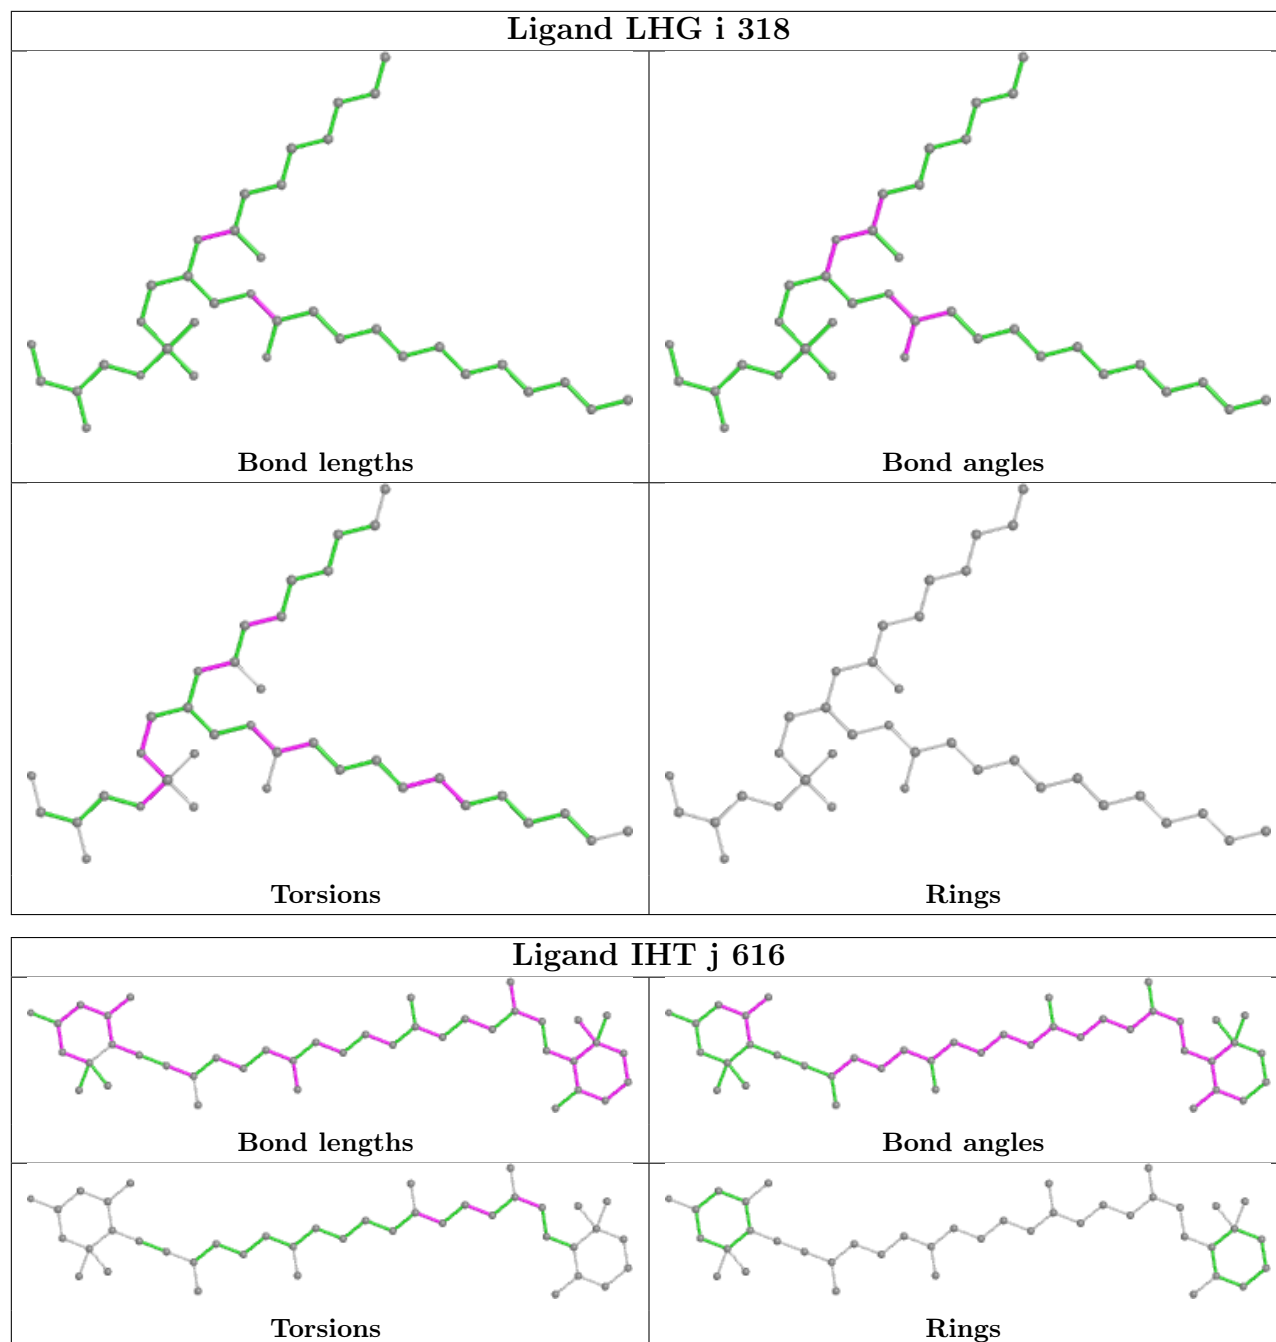 Ligand LHG i 318
Bond lengths
Bond angles
Torsions
Rings
Ligand IHT j 616
Bond lengths
Bond angles
Torsions
Rings